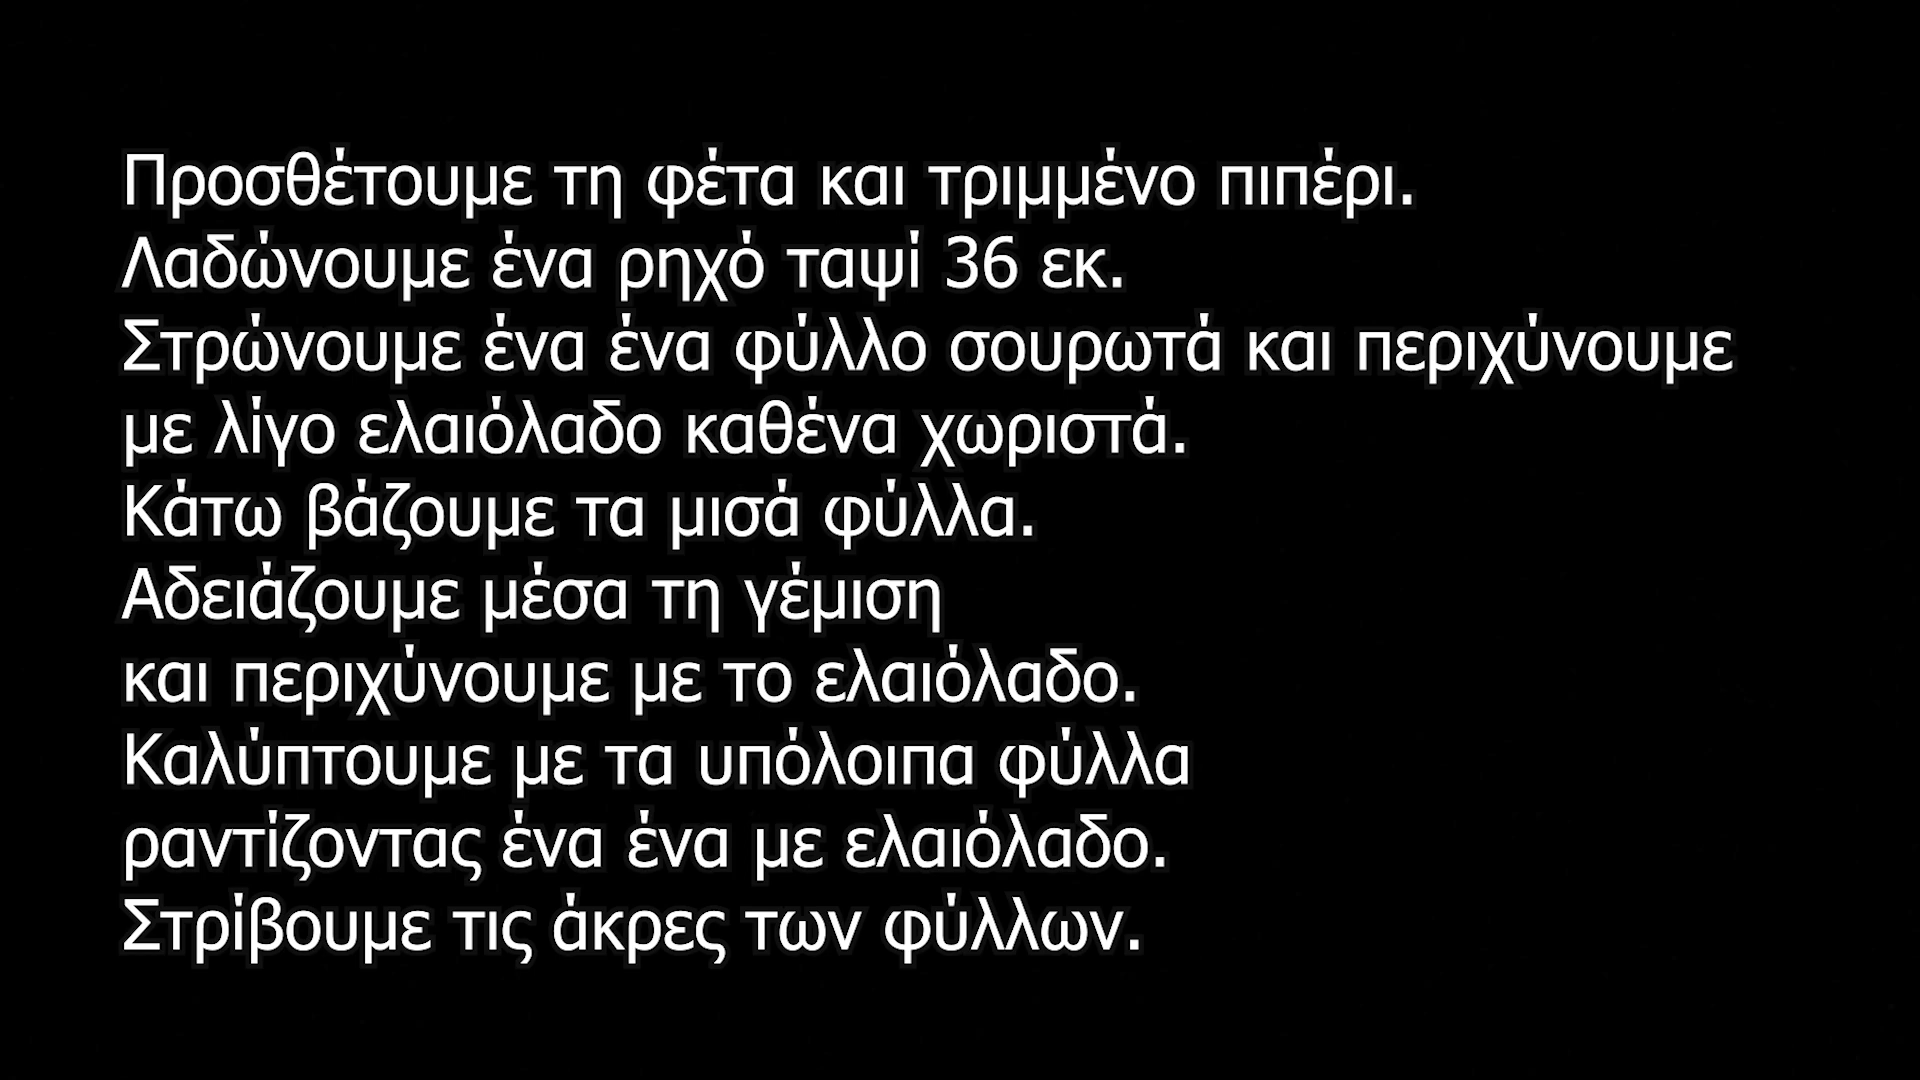 Προσθέτουμε τη φέτα και τριμμένο πιπέρι.
Λαδώνουμε ένα ρηχό ταψί 36 εκ.
Στρώνουμε ένα ένα φύλλο σουρωτά και περιχύνουμε
με λίγο ελαιόλαδο καθένα χωριστά.
Κάτω βάζουμε τα μισά φύλλα.
Αδειάζουμε μέσα τη γέμιση
και περιχύνουμε με το ελαιόλαδο.
Καλύπτουμε με τα υπόλοιπα φύλλα
ραντίζοντας ένα ένα με ελαιόλαδο.
Στρίβουμε τις άκρες των φύλλων.